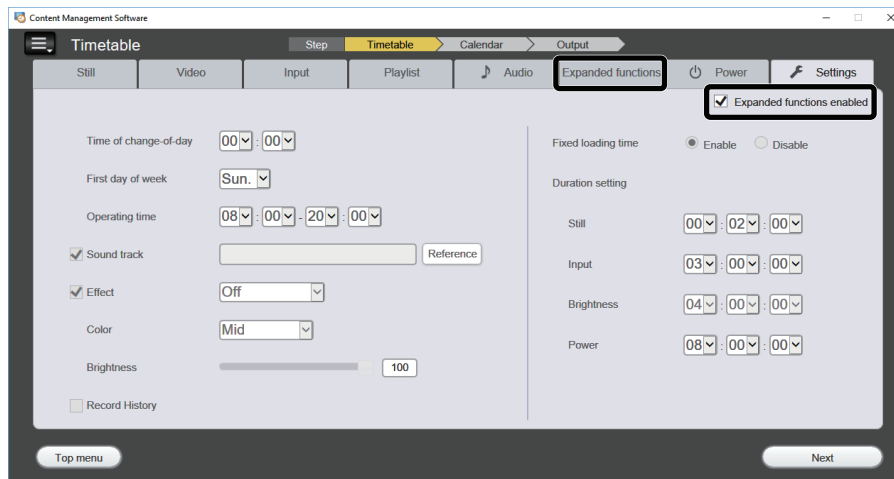 Content Management Software
Timetable
Step Timetable Calendar Output
Still Video Input Playlist Audio Expanded functions Power Settings
Expanded functions enabled
Time of change-of-day 00 : 00
Fixed loading time Enable Disable
First day of week Sun.
Duration setting
Operating time 08 : 00 - 20 : 00
Still 00 : 02 : 00
Sound track Reference
Input 03 : 00 : 00
Effect Off
Brightness 04 : 00 : 00
Color Mid
Power 08 : 00 : 00
Brightness 100
Record History
Top menu Next